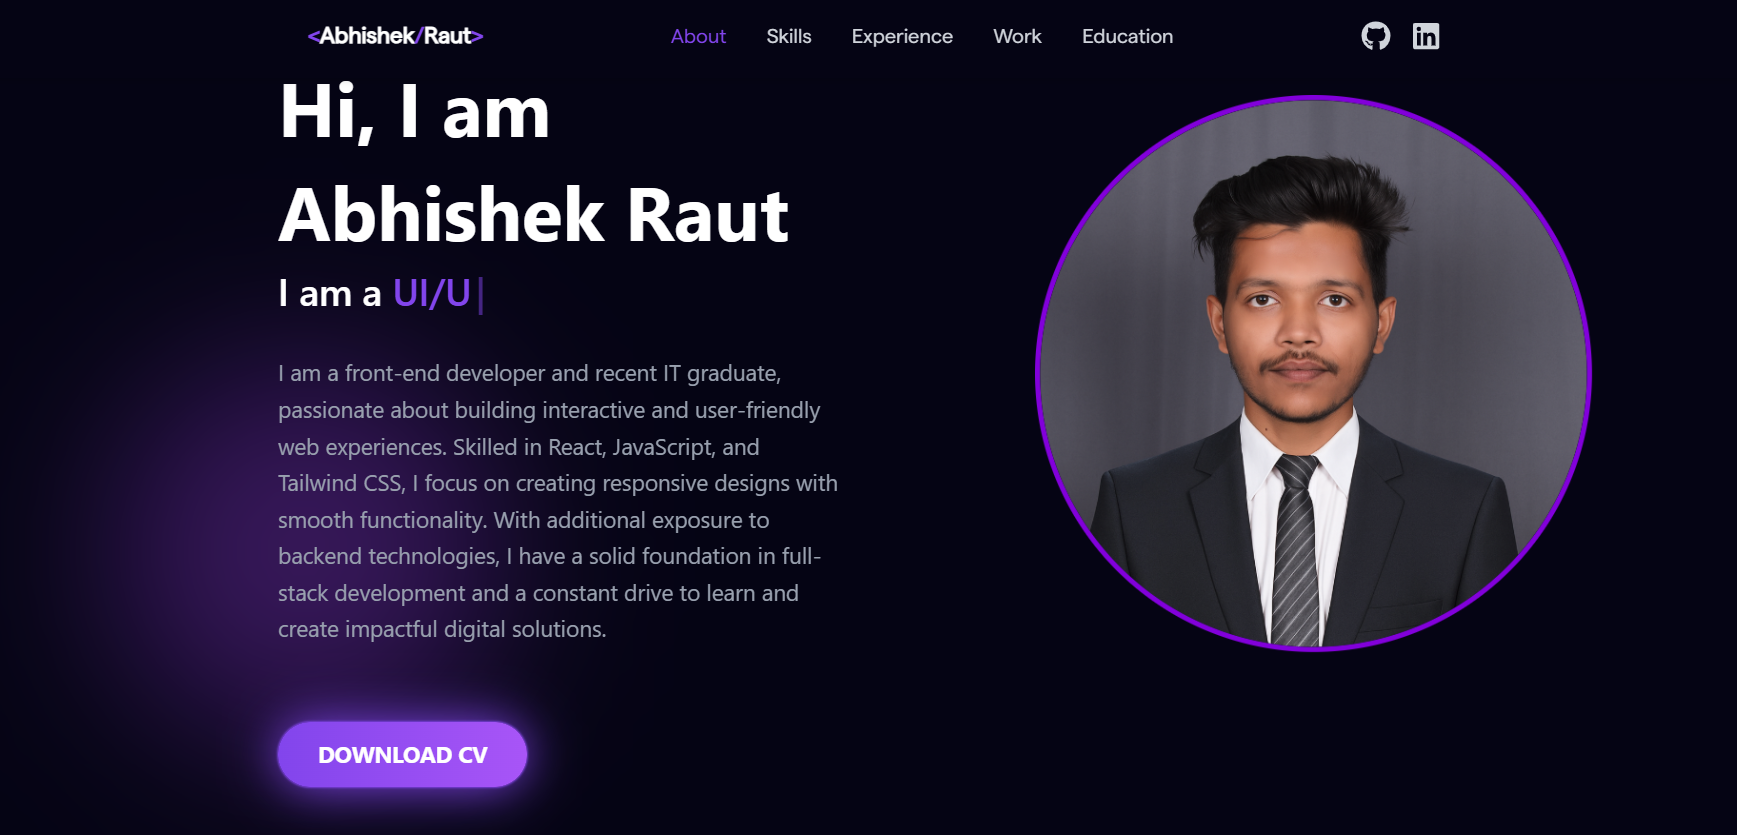 <Abhishek/Raut>
About Skills Experience Work Education
Hi, I am
Abhishek Raut
I am a UI/U|
I am a front-end developer and recent IT graduate,
passionate about building interactive and user-friendly
web experiences. Skilled in React, JavaScript, and
Tailwind CSS, I focus on creating responsive designs with
smooth functionality. With additional exposure to
backend technologies, I have a solid foundation in full-
stack development and a constant drive to learn and
create impactful digital solutions.
DOWNLOAD CV